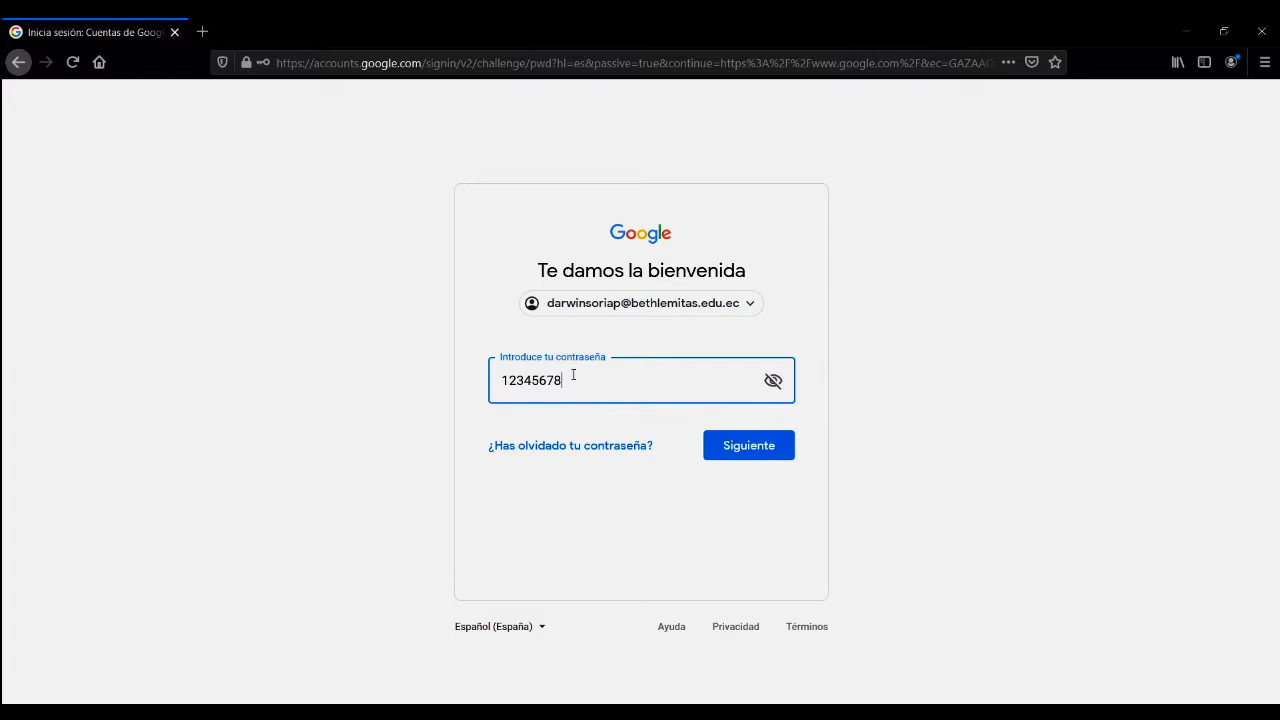 Inicia sesión: Cuentas de Goog
https://accounts.google.com/signin/v2/challenge/pwd?hl=es&passive=true&continue=https%3A%2F%2Fwww.google.com%2F&ec=GAZAAQ
Google
Te damos la bienvenida
darwinsoriap@bethlemitas.edu.ec
Introduce tu contraseña
12345678
¿Has olvidado tu contraseña?
Siguiente
Español (España)
Ayuda
Privacidad
Términos